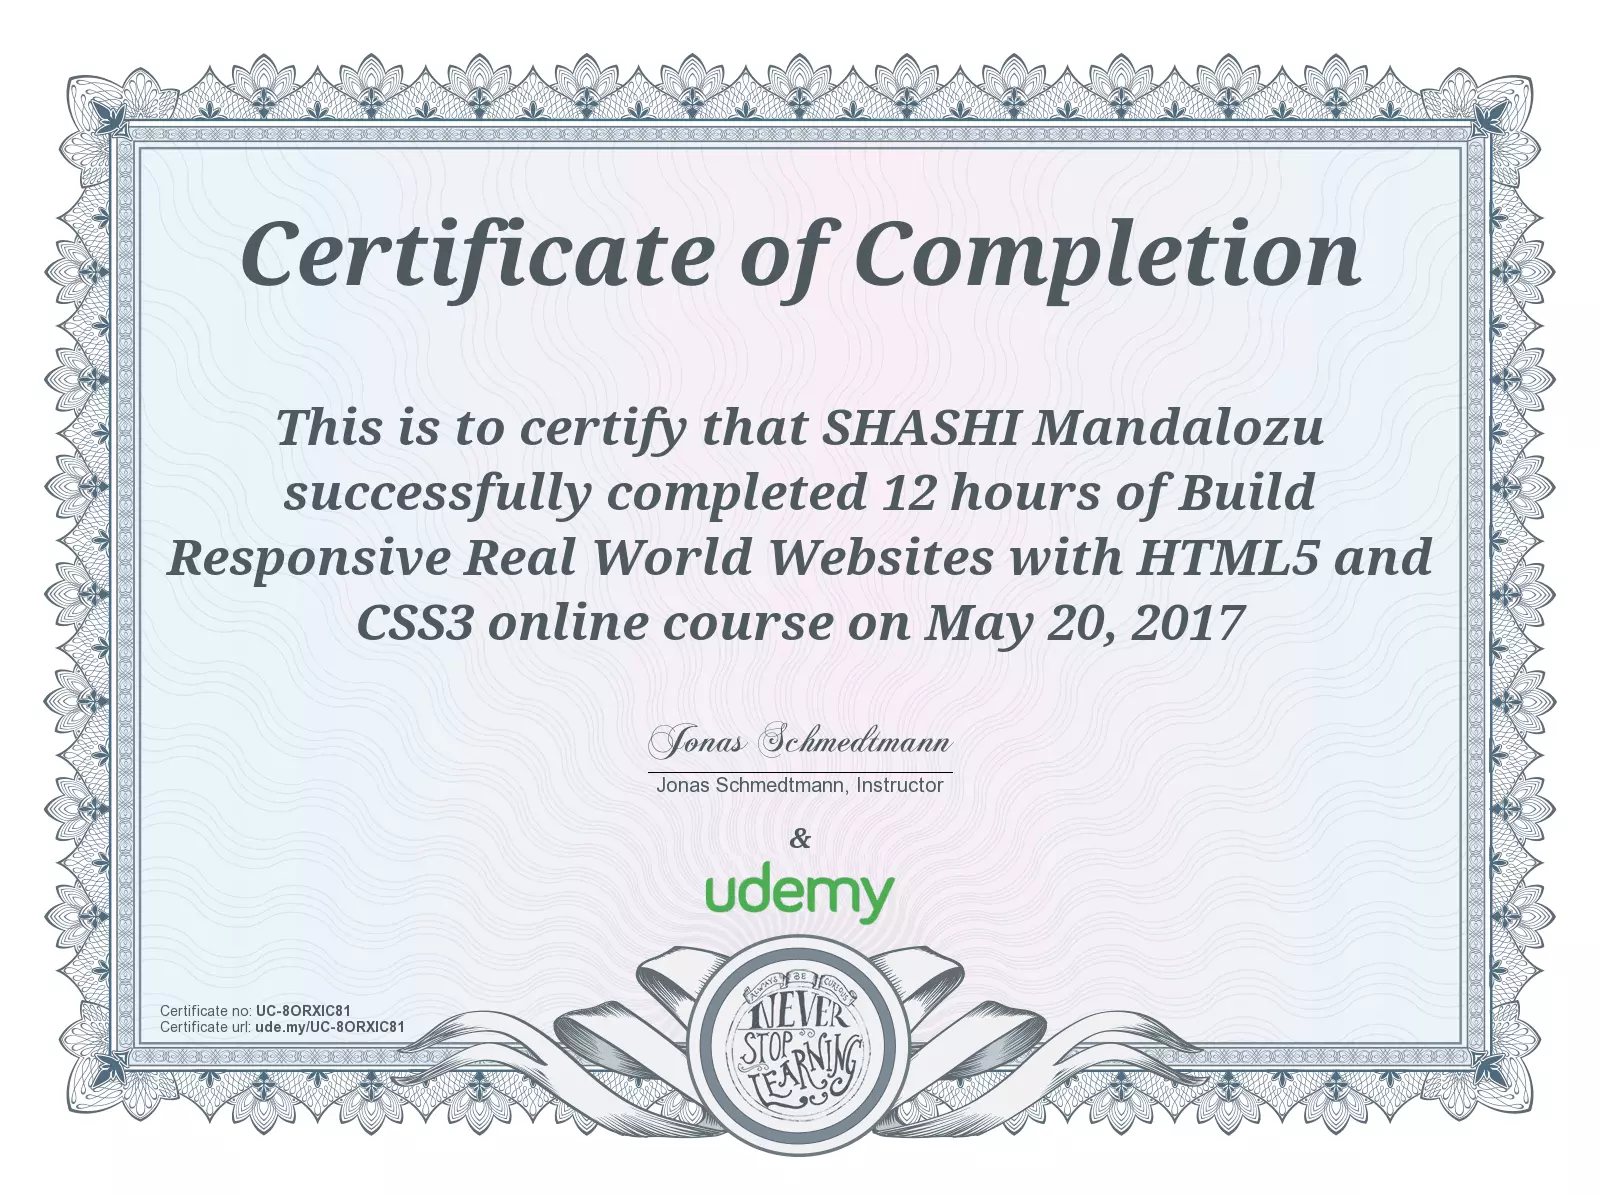 Certificate of Completion
This is to certify that SHASHI Mandalozu
successfully completed 12 hours of Build
Responsive Real World Websites with HTML5 and
CSS3 online course on May 20, 2017
Jonas Schmedtmann
Jonas Schmedtmann, Instructor
&
udemy
Certificate no: UC-8ORXIC81
Certificate url: ude.my/UC-8ORXIC81
ALWAYS BE CURIOUS
NEVER
STOP
LEARNING